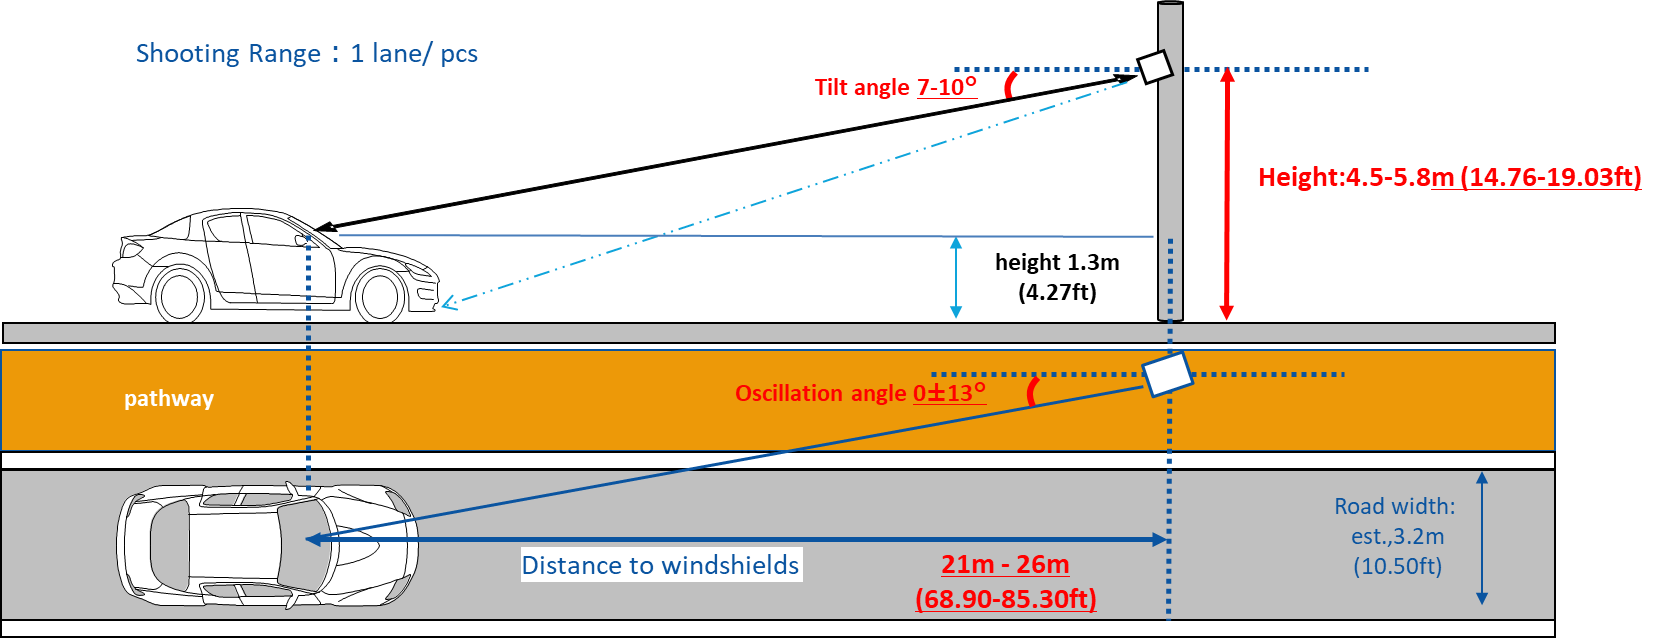 Shooting Range：1 lane/ pcs
Tilt angle 7-10°
Height:4.5-5.8m (14.76-19.03ft)
height 1.3m
(4.27ft)
pathway
Oscillation angle 0±13°
Road width:
est.,3.2m
(10.50ft)
Distance to windshields
21m - 26m
(68.90-85.30ft)